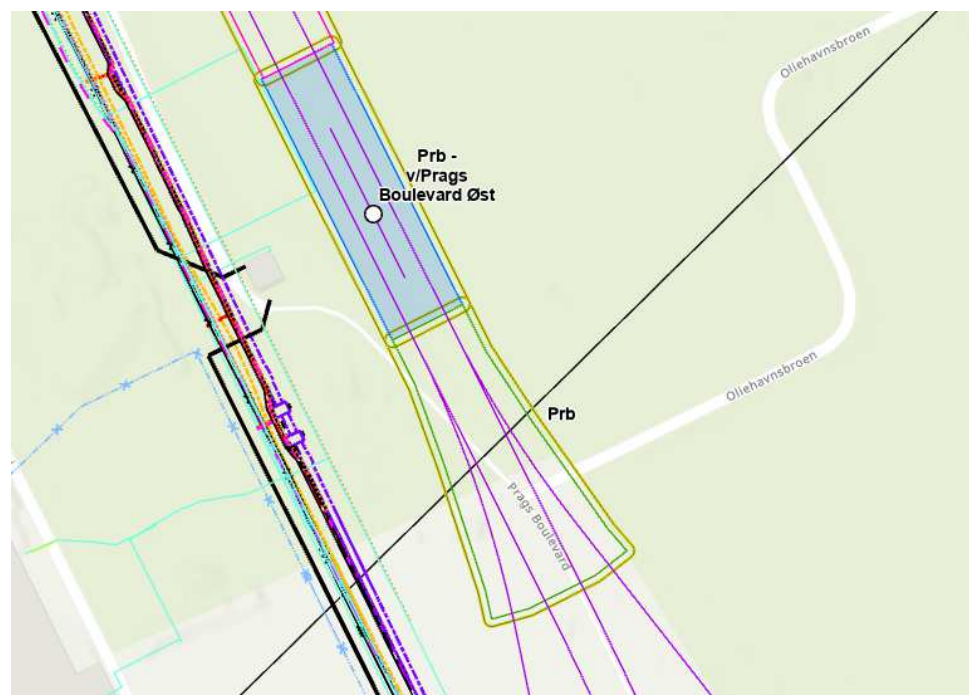 Oliehavnsbroen
Prb -
v/Prags
Boulevard Øst
Oliehavnsbroen
Prb
Prags Boulevard